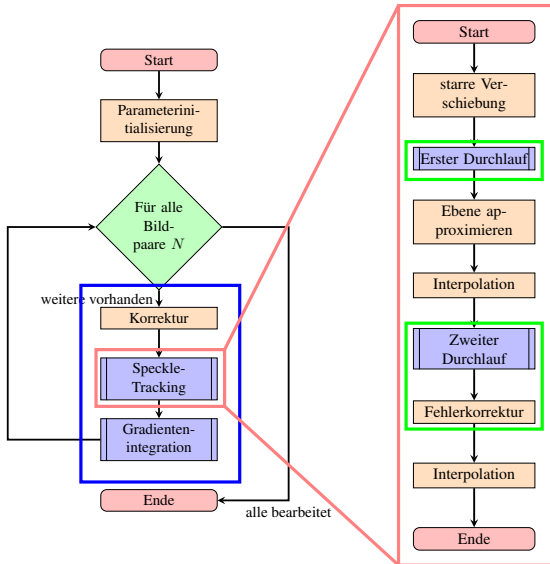 Start
Parameterini-
tialisierung
Für alle
Bild-
paare N
weitere vorhanden
Korrektur
Speckle-
Tracking
Gradienten-
integration
Ende
alle bearbeitet
Start
starre Ver-
schiebung
Erster Durchlauf
Ebene ap-
proximieren
Interpolation
Zweiter
Durchlauf
Fehlerkorrektur
Interpolation
Ende